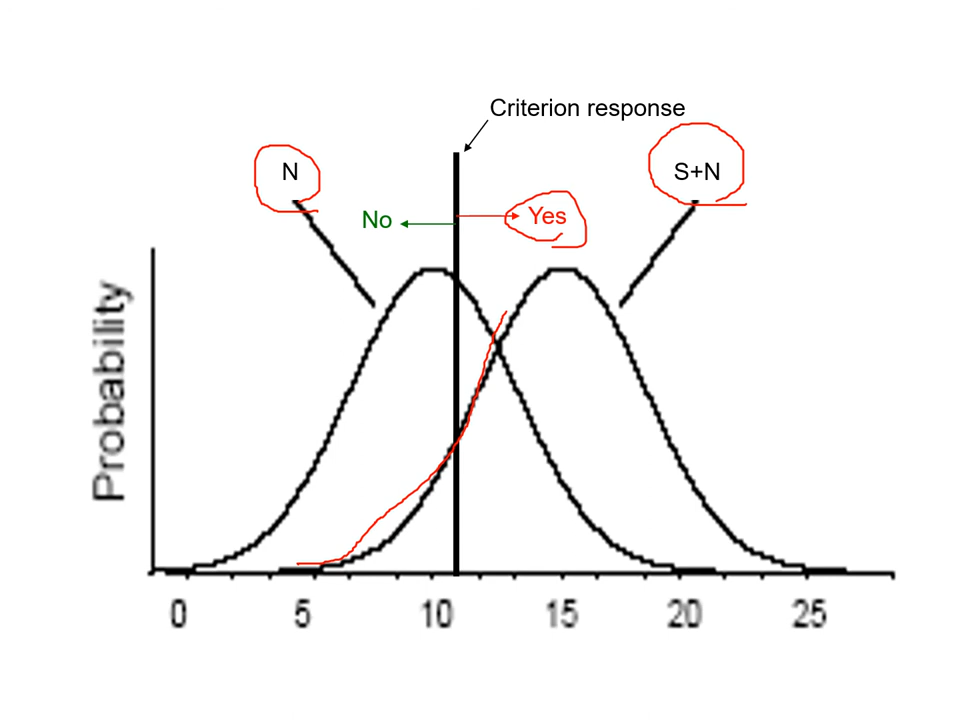 Criterion response
N
S+N
No
Yes
Probability
0 5 10 15 20 25